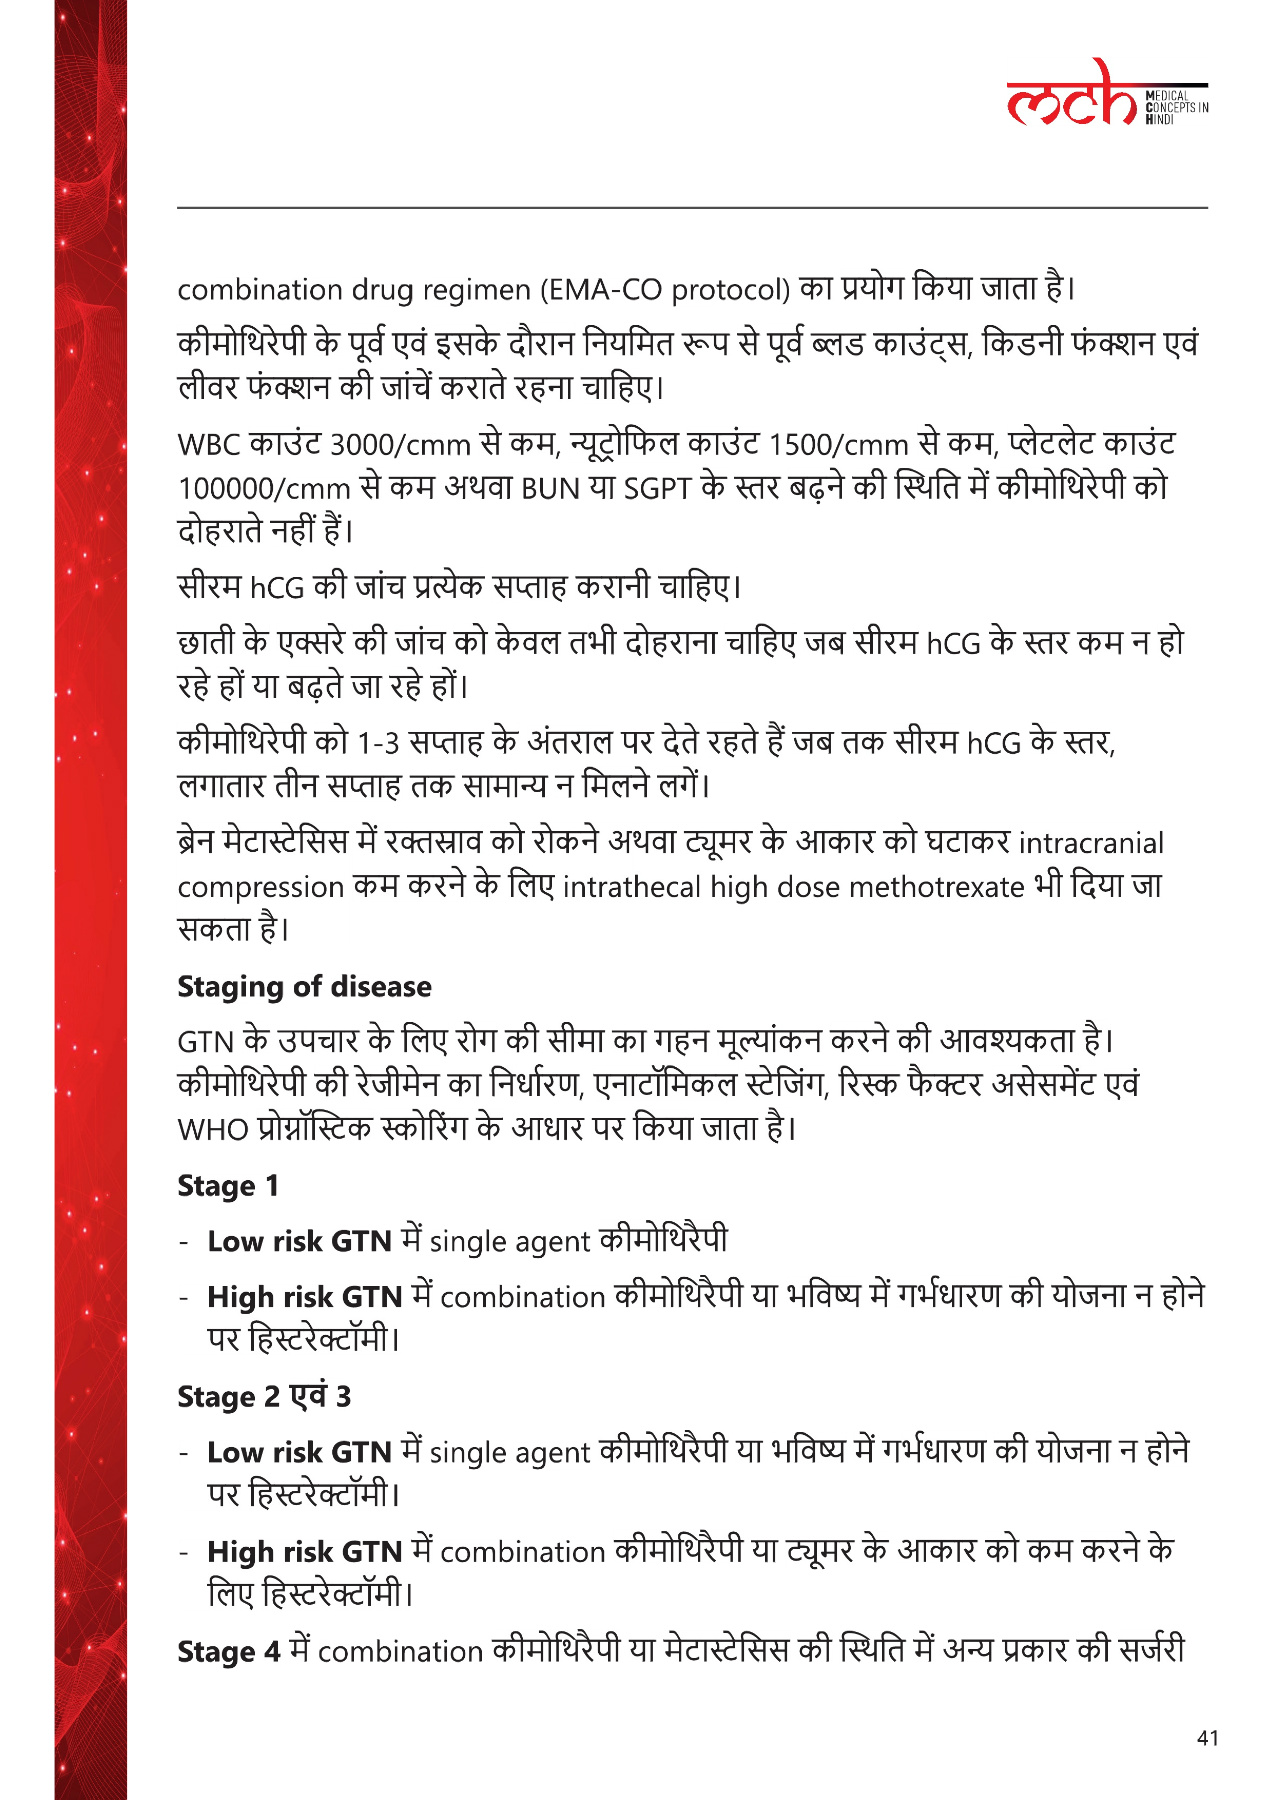 mch MEDICAL
CONCEPTS IN
HINDI
combination drug regimen (EMA-CO protocol) का प्रयोग किया जाता है।
कीमोथिरेपी के पूर्व एवं इसके दौरान नियमित रूप से पूर्व ब्लड काउंट्स, किडनी फंक्शन एवं
लीवर फंक्शन की जांचें कराते रहना चाहिए।
WBC काउंट 3000/cmm से कम, न्यूट्रोफिल काउंट 1500/cmm से कम, प्लेटलेट काउंट
100000/cmm से कम अथवा BUN या SGPT के स्तर बढ़ने की स्थिति में कीमोथिरेपी को
दोहराते नहीं हैं।
सीरम hCG की जांच प्रत्येक सप्ताह करानी चाहिए।
छाती के एक्सरे की जांच को केवल तभी दोहराना चाहिए जब सीरम hCG के स्तर कम न हो
रहे हों या बढ़ते जा रहे हों।
कीमोथिरेपी को 1-3 सप्ताह के अंतराल पर देते रहते हैं जब तक सीरम hCG के स्तर,
लगातार तीन सप्ताह तक सामान्य न मिलने लगें।
ब्रेन मेटास्टेसिस में रक्तस्राव को रोकने अथवा ट्यूमर के आकार को घटाकर intracranial
compression कम करने के लिए intrathecal high dose methotrexate भी दिया जा
सकता है।
Staging of disease
GTN के उपचार के लिए रोग की सीमा का गहन मूल्यांकन करने की आवश्यकता है।
कीमोथिरेपी की रेजीमेन का निर्धारण, एनाटॉमिकल स्टेजिंग, रिस्क फैक्टर असेसमेंट एवं
WHO प्रोग्नॉस्टिक स्कोरिंग के आधार पर किया जाता है।
Stage 1
- Low risk GTN में single agent कीमोथिरैपी
- High risk GTN में combination कीमोथिरैपी या भविष्य में गर्भधारण की योजना न होने
पर हिस्टरेक्टॉमी।
Stage 2 एवं 3
- Low risk GTN में single agent कीमोथिरैपी या भविष्य में गर्भधारण की योजना न होने
पर हिस्टरेक्टॉमी।
- High risk GTN में combination कीमोथिरैपी या ट्यूमर के आकार को कम करने के
लिए हिस्टरेक्टॉमी।
Stage 4 में combination कीमोथिरैपी या मेटास्टेसिस की स्थिति में अन्य प्रकार की सर्जरी
41